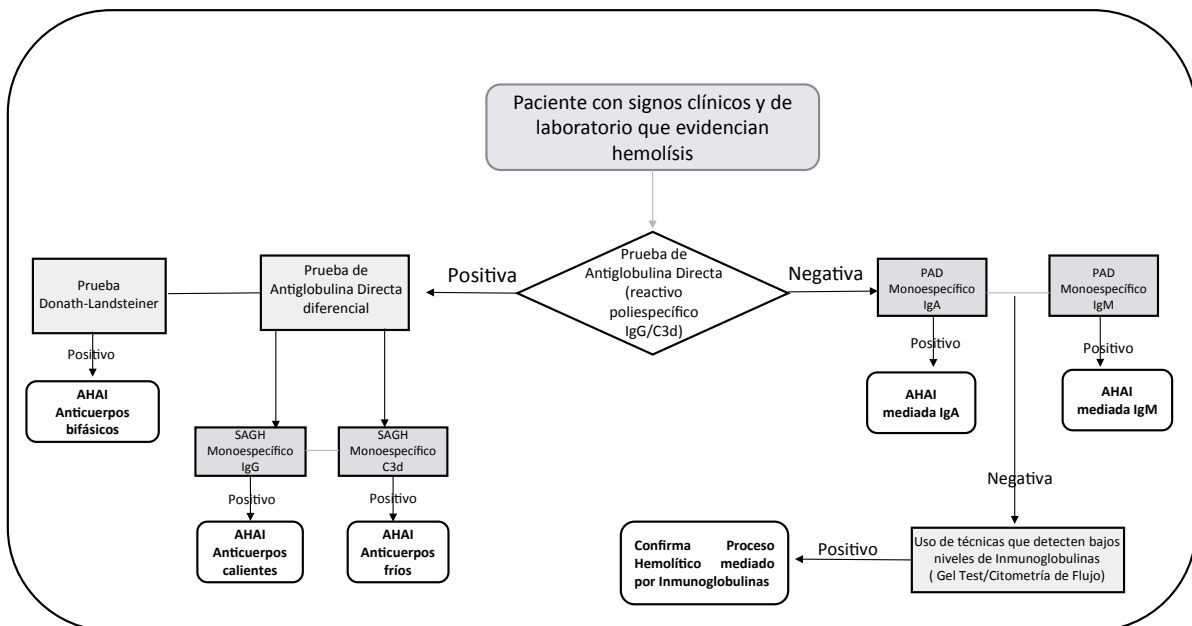 Paciente con signos clínicos y de
laboratorio que evidencian
hemolísis
Prueba de
Antiglobulina Directa
(reactivo
poliespecífico
IgG/C3d)
Positiva
Negativa
Prueba
Donath-Landsteiner
Prueba de
Antiglobulina Directa
diferencial
PAD
Monoespecífico
IgA
PAD
Monoespecífico
IgM
Positivo
AHAI
Anticuerpos
bifásicos
Positivo
AHAI
mediada IgA
Positivo
AHAI
mediada IgM
SAGH
Monoespecífico
IgG
SAGH
Monoespecífico
C3d
Positivo
Positivo
AHAI
Anticuerpos
calientes
AHAI
Anticuerpos
fríos
Negativa
Uso de técnicas que detecten bajos
niveles de Inmunoglobulinas
( Gel Test/Citometría de Flujo)
Positivo
Confirma Proceso
Hemolítico mediado
por Inmunoglobulinas